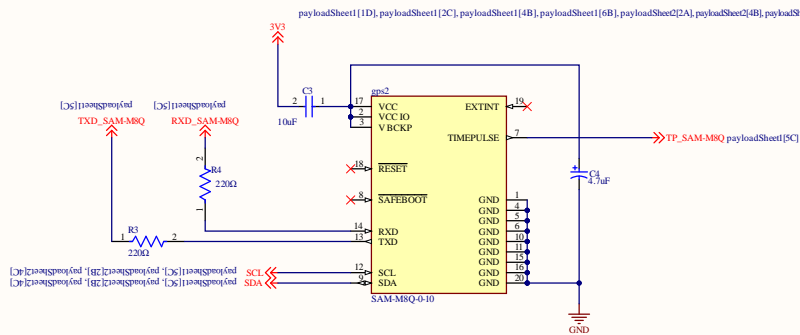 payloadSheet1[1D], payloadSheet1[2C], payloadSheet1[4B], payloadSheet1[6B], payloadSheet2[2A], payloadSheet2[4B],
3V3
C3
2 1
10uF
gps2
17 VCC
2 VCC IO
3 V BCKP
18 RESET
8 SAFEBOOT
14 RXD
13 TXD
12 SCL
9 SDA
EXTINT 19
TIMEPULSE 7
GND 1
GND 4
GND 5
GND 6
GND 10
GND 11
GND 15
GND 16
GND 20
SAM-M8Q-0-10
TP_SAM-M8Q payloadSheet1[5C]
C4
4.7uF
GND
payloadSheet1[5C]
TXD_SAM-M8Q
payloadSheet1[5C]
RXD_SAM-M8Q
2
R4
220Ω
1
R3
1 2
220Ω
payloadSheet1[5C], payloadSheet2[2B], payloadSheet2[4C] SCL
payloadSheet1[5C], payloadSheet2[2B], payloadSheet2[4C] SDA